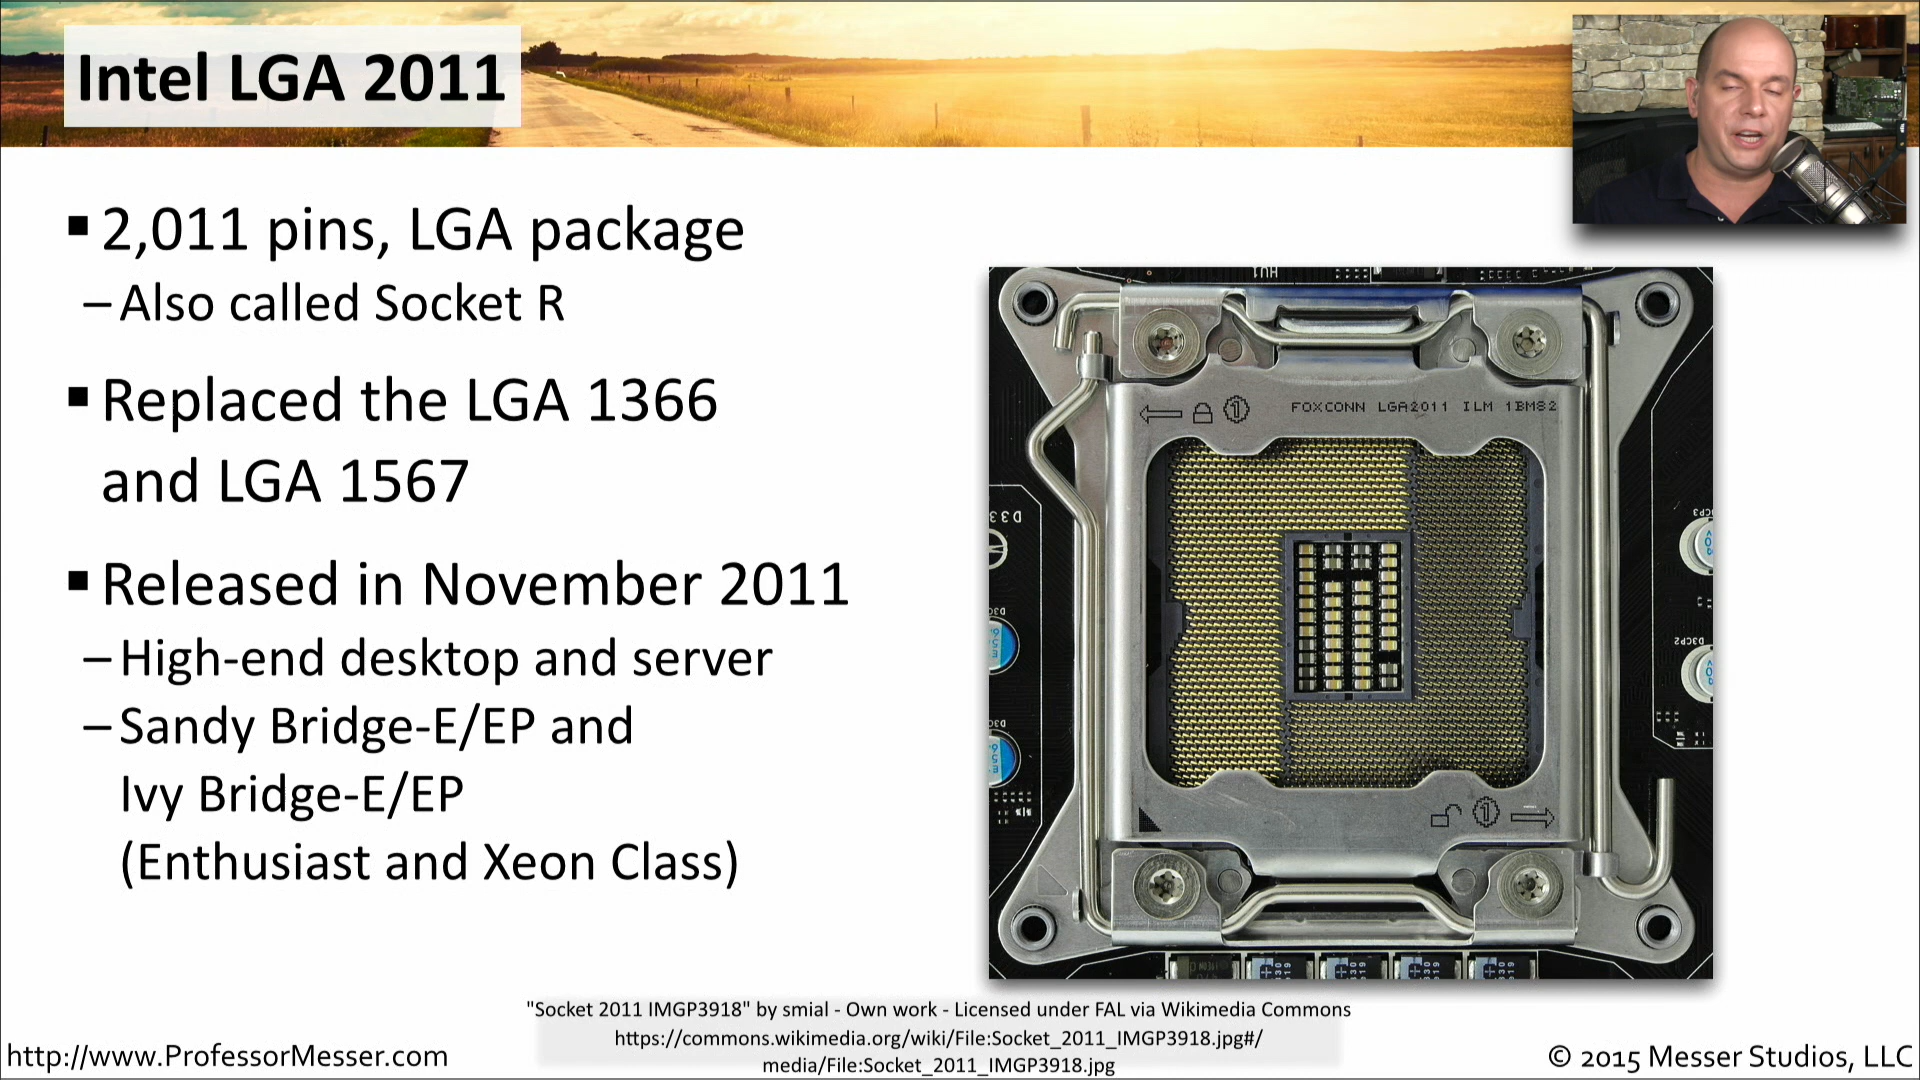 Intel LGA 2011
▪ 2,011 pins, LGA package
– Also called Socket R
▪ Replaced the LGA 1366
and LGA 1567
▪ Released in November 2011
– High-end desktop and server
– Sandy Bridge-E/EP and
Ivy Bridge-E/EP
(Enthusiast and Xeon Class)
HU1
FOXCONN LGA2011 ILM 1BM82
D3CP2
"Socket 2011 IMGP3918" by smial - Own work - Licensed under FAL via Wikimedia Commons
https://commons.wikimedia.org/wiki/File:Socket_2011_IMGP3918.jpg#/
media/File:Socket_2011_IMGP3918.jpg
http://www.ProfessorMesser.com
© 2015 Messer Studios, LLC